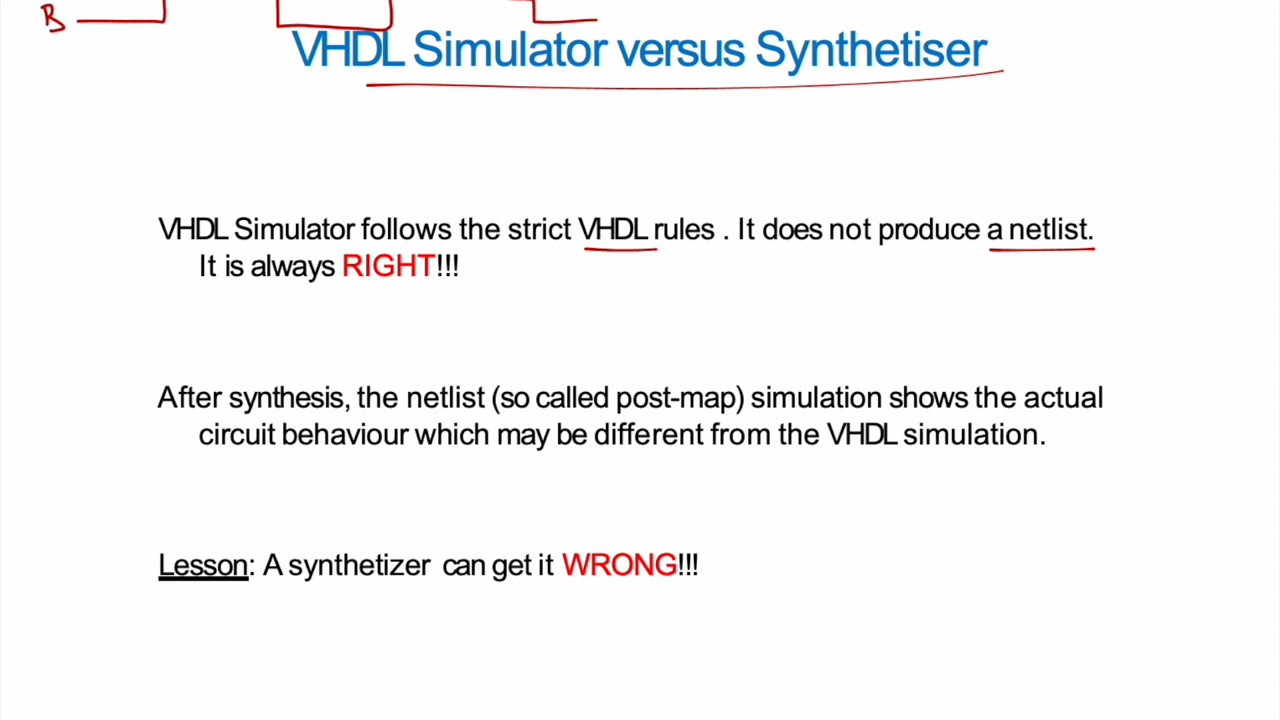 B
VHDL Simulator versus Synthetiser
VHDL Simulator follows the strict VHDL rules . It does not produce a netlist.
It is always RIGHT!!!
After synthesis, the netlist (so called post-map) simulation shows the actual
circuit behaviour which may be different from the VHDL simulation.
Lesson: A synthetizer can get it WRONG!!!